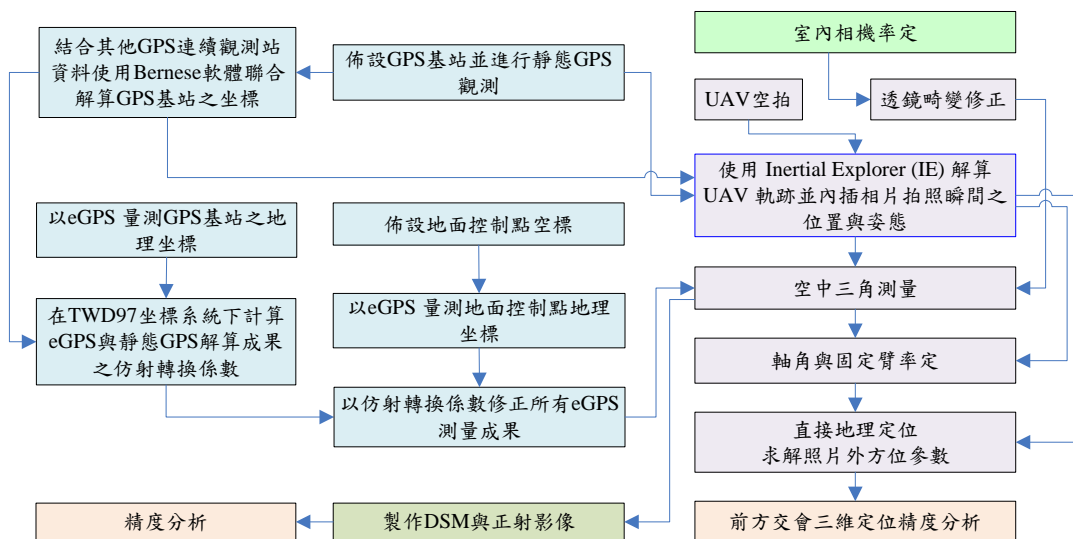 結合其他GPS連續觀測站
資料使用Bernese軟體聯合
解算GPS基站之坐標
佈設GPS基站並進行靜態GPS
觀測
室內相機率定
UAV空拍
透鏡畸變修正
使用 Inertial Explorer (IE) 解算
UAV 軌跡並內插相片拍照瞬間之
位置與姿態
以eGPS 量測GPS基站之地
理坐標
佈設地面控制點空標
空中三角測量
在TWD97坐標系統下計算
eGPS與靜態GPS解算成果
之仿射轉換係數
以eGPS 量測地面控制點地理
坐標
軸角與固定臂率定
以仿射轉換係數修正所有eGPS
測量成果
直接地理定位
求解照片外方位參數
精度分析
製作DSM與正射影像
前方交會三維定位精度分析